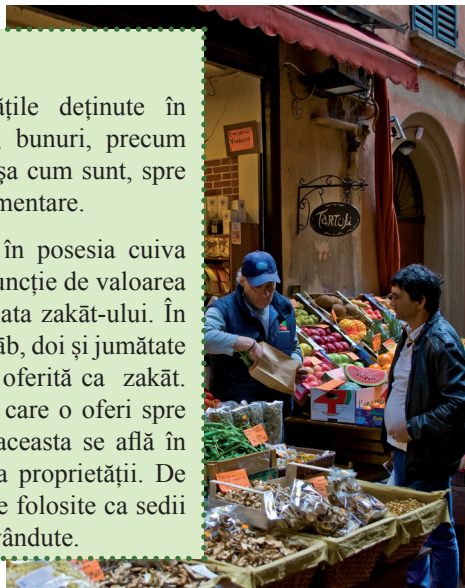 ățile deținute în
bunuri, precum
șa cum sunt, spre
mentare.
în posesia cuiva
uncție de valoarea
ata zakāt-ului. În
āb, doi și jumătate
oferită ca zakāt.
care o oferi spre
aceasta se află în
a proprietății. De
e folosite ca sedii
vândute.
TARTUFI